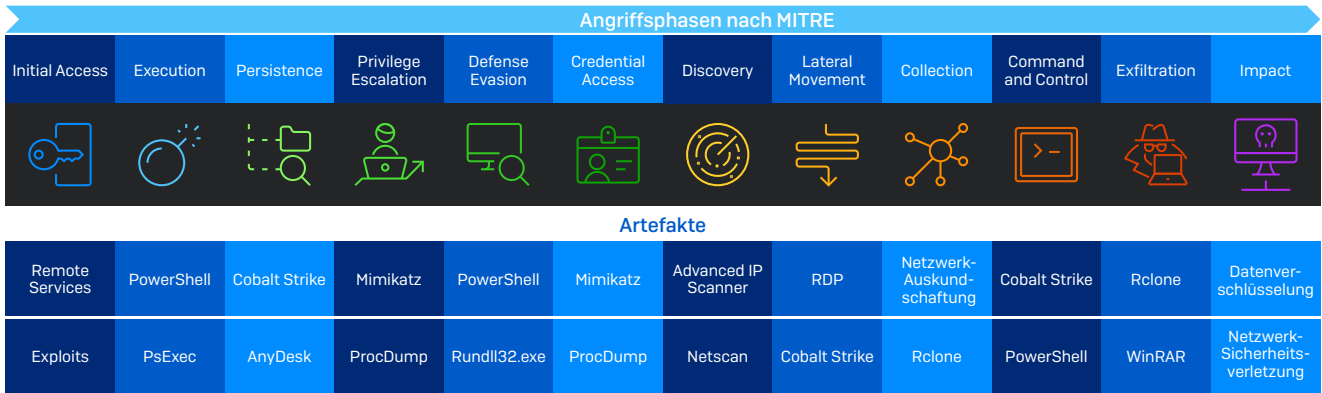 Angriffsphasen nach MITRE
Initial Access
Execution
Persistence
Privilege
Escalation
Defense
Evasion
Credential
Access
Discovery
Lateral
Movement
Collection
Command
and Control
Exfiltration
Impact
Artefakte
Remote
Services
PowerShell
Cobalt Strike
Mimikatz
PowerShell
Mimikatz
Advanced IP
Scanner
RDP
Netzwerk-
Auskund-
schaftung
Cobalt Strike
Rclone
Datenver-
schlüsselung
Exploits
PsExec
AnyDesk
ProcDump
Rundll32.exe
ProcDump
Netscan
Cobalt Strike
Rclone
PowerShell
WinRAR
Netzwerk-
Sicherheits-
verletzung